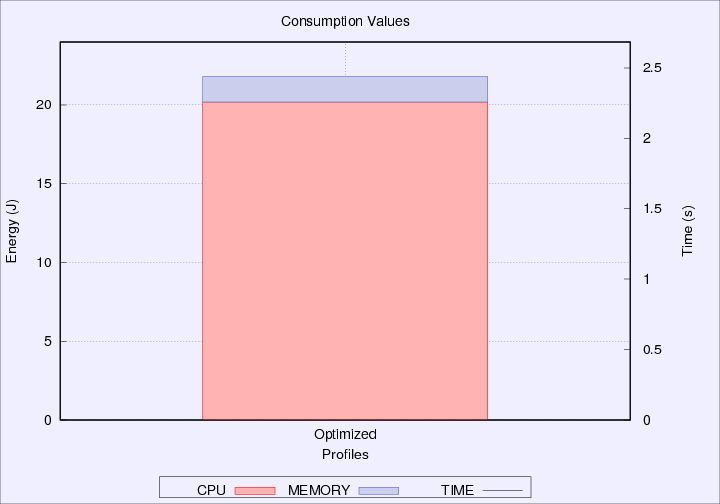 Consumption Values
Energy (J)
20
15
10
5
0
2.5
2
1.5
1
0.5
0
Time (s)
Optimized
Profiles
CPU MEMORY TIME